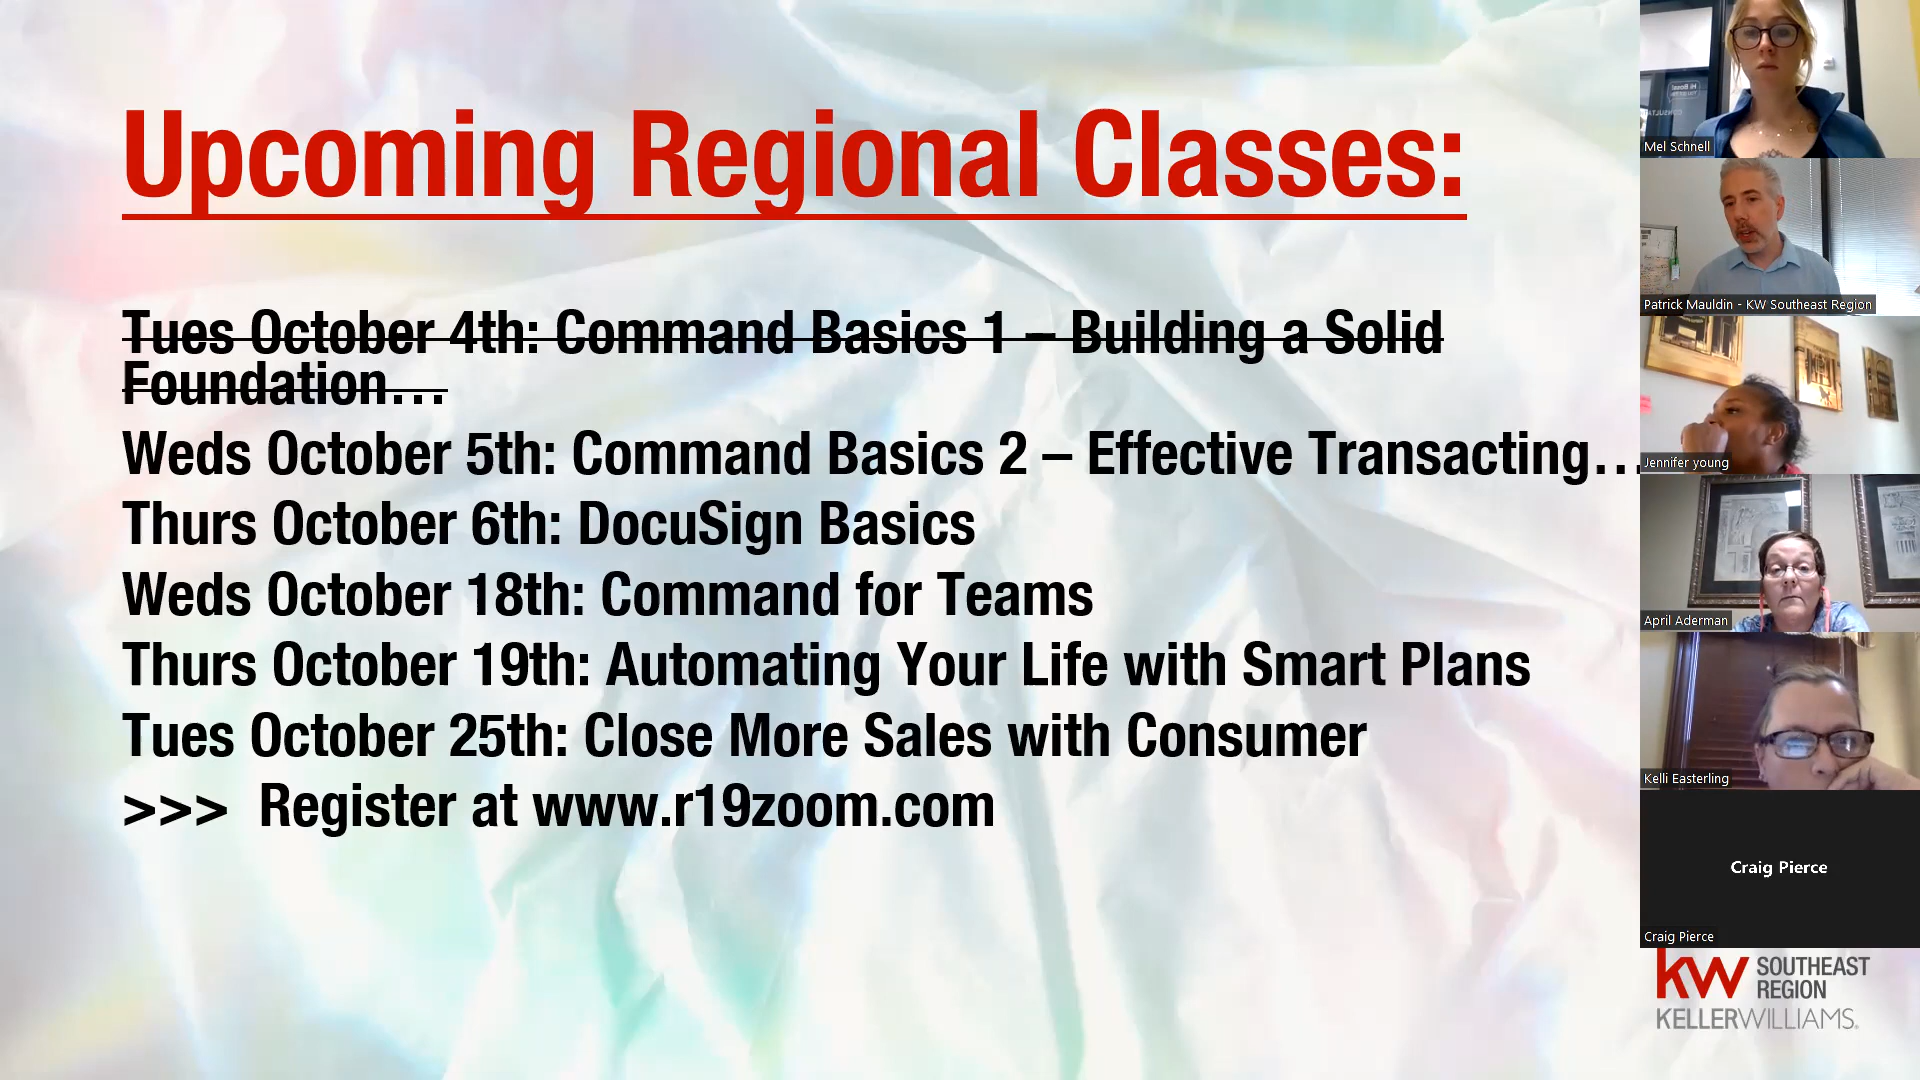 Upcoming Regional Classes:
Tues October 4th: Command Basics 1 – Building a Solid
Foundation…
Weds October 5th: Command Basics 2 – Effective Transacting…
Thurs October 6th: DocuSign Basics
Weds October 18th: Command for Teams
Thurs October 19th: Automating Your Life with Smart Plans
Tues October 25th: Close More Sales with Consumer
>>> Register at www.r19zoom.com
Mel Schnell
Patrick Mauldin - KW Southeast Region
Jennifer young
April Aderman
Kelli Easterling
Craig Pierce
Craig Pierce
kw SOUTHEAST
REGION
KELLERWILLIAMS.